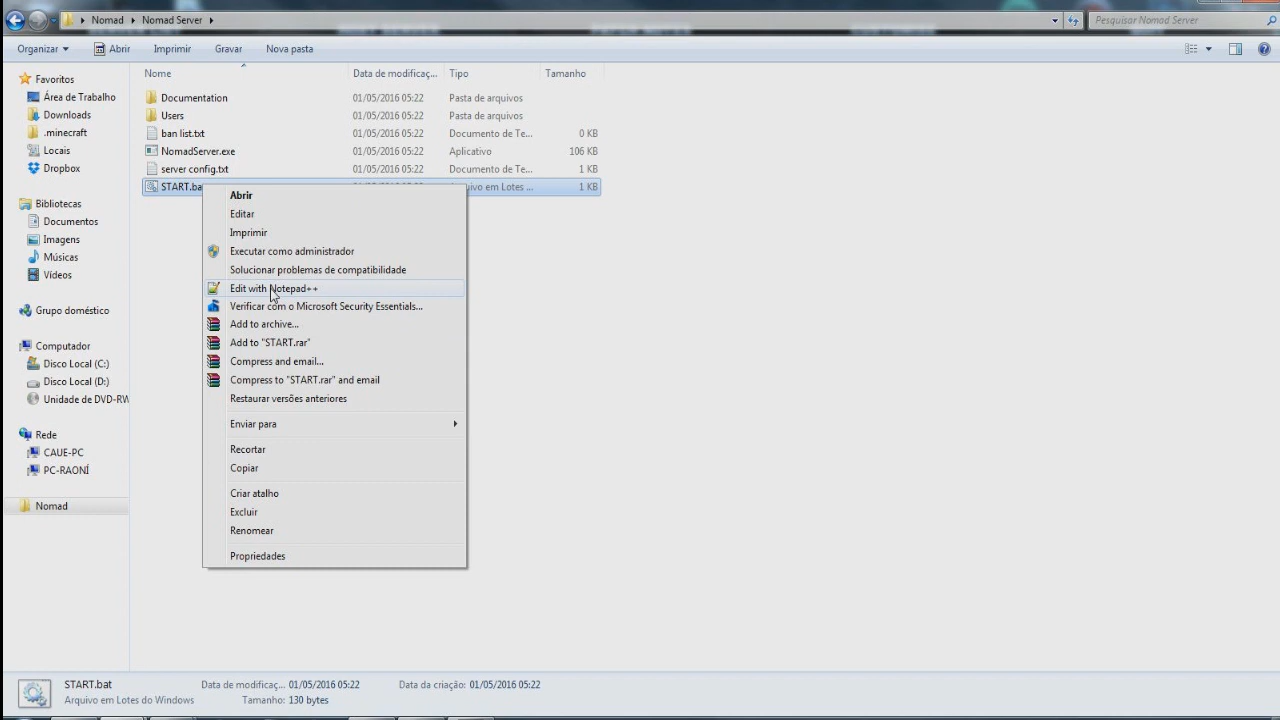 Nomad Nomad Server
Pesquisar Nomad Server
Organizar Abrir Imprimir Gravar Nova pasta
Nome Data de modificaç... Tipo Tamanho
Favoritos
Área de Trabalho
Downloads
.minecraft
Locais
Dropbox
Bibliotecas
Documentos
Imagens
Músicas
Vídeos
Grupo doméstico
Computador
Disco Local (C:)
Disco Local (D:)
Unidade de DVD-RW
Rede
CAUE-PC
PC-RAONÍ
Nomad
Documentation 01/05/2016 05:22 Pasta de arquivos
Users 01/05/2016 05:22 Pasta de arquivos
ban list.txt 01/05/2016 05:22 Documento de Te... 0 KB
NomadServer.exe 01/05/2016 05:22 Aplicativo 106 KB
server config.txt 01/05/2016 05:22 Documento de Te... 1 KB
START.ba uivo em Lotes ... 1 KB
Abrir
Editar
Imprimir
Executar como administrador
Solucionar problemas de compatibilidade
Edit with Notepad++
Verificar com o Microsoft Security Essentials...
Add to archive...
Add to "START.rar"
Compress and email...
Compress to "START.rar" and email
Restaurar versões anteriores
Enviar para
Recortar
Copiar
Criar atalho
Excluir
Renomear
Propriedades
START.bat Data de modificaç... 01/05/2016 05:22 Data da criação: 01/05/2016 05:22
Arquivo em Lotes do Windows Tamanho: 130 bytes